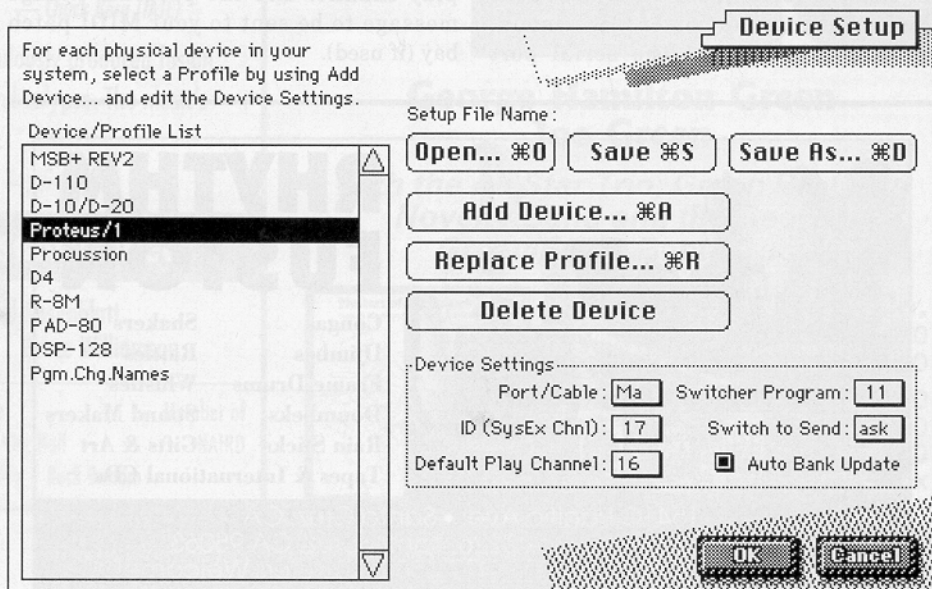 Device Setup
For each physical device in your
system, select a Profile by using Add
Device... and edit the Device Settings.
Device/Profile List
MSB+ REV2
D-110
D-10/D-20
Proteus/1
Procussion
D4
R-8M
PAD-80
DSP-128
Pgm.Chg.Names
Setup File Name:
Open... ⌘O
Save ⌘S
Save As... ⌘D
Add Device... ⌘A
Replace Profile... ⌘R
Delete Device
Device Settings
Port/Cable: Ma
Switcher Program: 11
ID (SysEx Chnl): 17
Switch to Send: ask
Default Play Channel: 16
Auto Bank Update
OK
Cancel